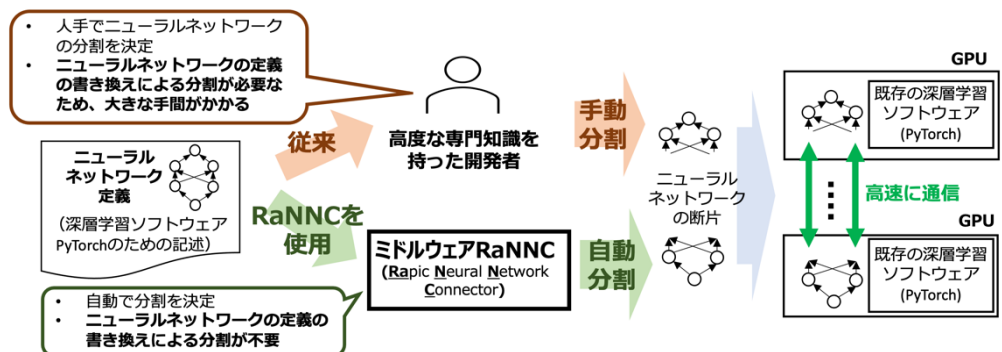 • 人手でニューラルネットワーク
の分割を決定
• ニューラルネットワークの定義
の書き換えによる分割が必要な
ため、大きな手間がかかる
従来
高度な専門知識を
持った開発者
手動
分割
ニューラル
ネットワーク
定義
(深層学習ソフトウェア
PyTorchのための記述)
RaNNCを
使用
ミドルウェアRaNNC
(Rapic Neural Network
Connector)
自動
分割
• 自動で分割を決定
• ニューラルネットワークの定義の
書き換えによる分割が不要
ニューラル
ネットワーク
の断片
GPU
既存の深層学習
ソフトウェア
(PyTorch)
高速に通信
GPU
既存の深層学習
ソフトウェア
(PyTorch)